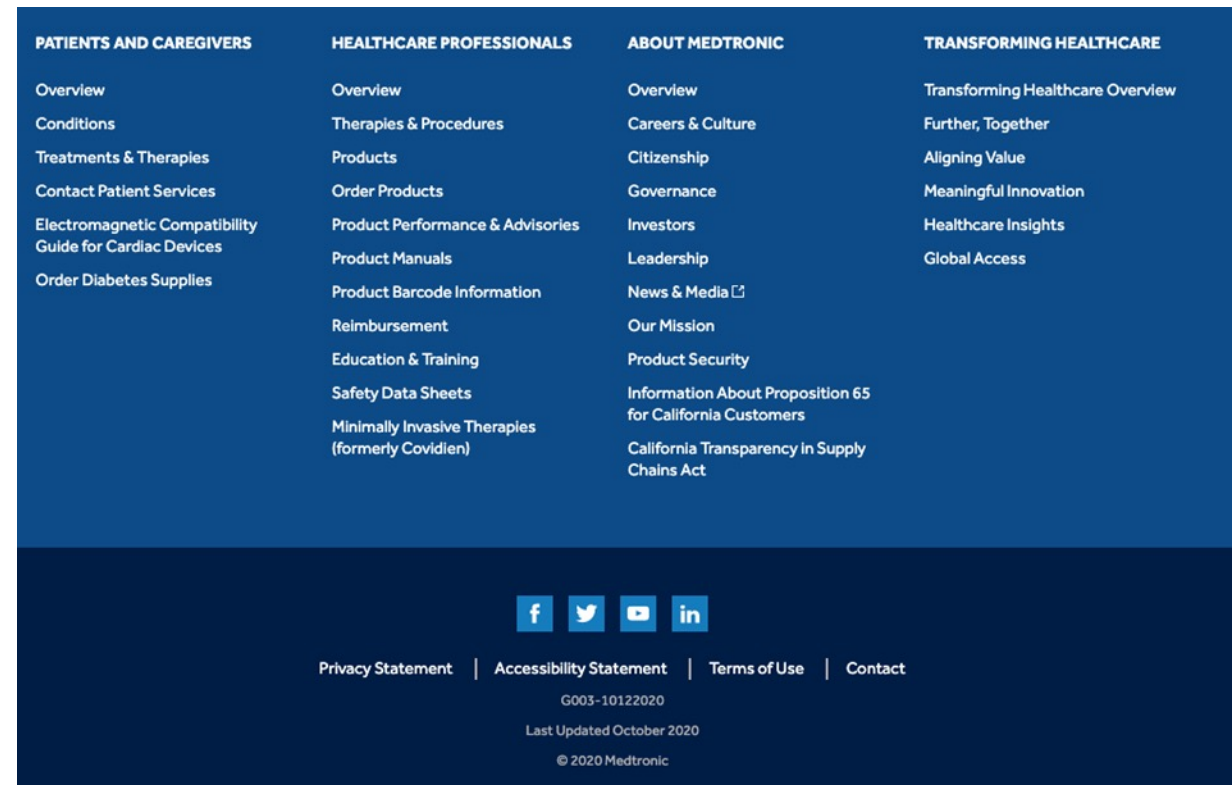 PATIENTS AND CAREGIVERS
Overview
Conditions
Treatments & Therapies
Contact Patient Services
Electromagnetic Compatibility
Guide for Cardiac Devices
Order Diabetes Supplies
HEALTHCARE PROFESSIONALS
Overview
Therapies & Procedures
Products
Order Products
Product Performance & Advisories
Product Manuals
Product Barcode Information
Reimbursement
Education & Training
Safety Data Sheets
Minimally Invasive Therapies
(formerly Covidien)
ABOUT MEDTRONIC
Overview
Careers & Culture
Citizenship
Governance
Investors
Leadership
News & Media
Our Mission
Product Security
Information About Proposition 65
for California Customers
California Transparency in Supply
Chains Act
TRANSFORMING HEALTHCARE
Transforming Healthcare Overview
Further, Together
Aligning Value
Meaningful Innovation
Healthcare Insights
Global Access
f in
Privacy Statement | Accessibility Statement | Terms of Use | Contact
G003-10122020
Last Updated October 2020
© 2020 Medtronic